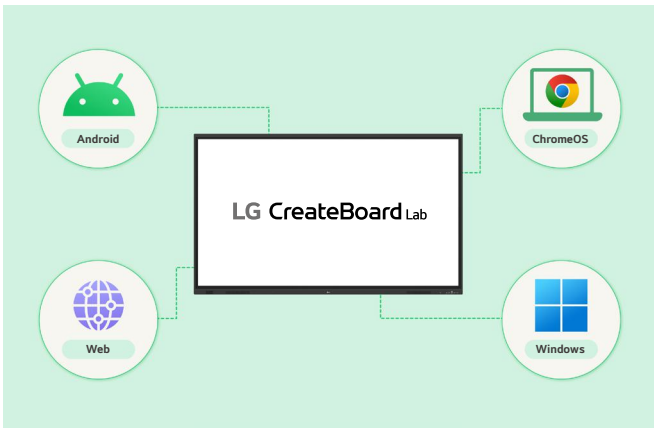 Android
ChromeOS
LG CreateBoard Lab
Web
Windows